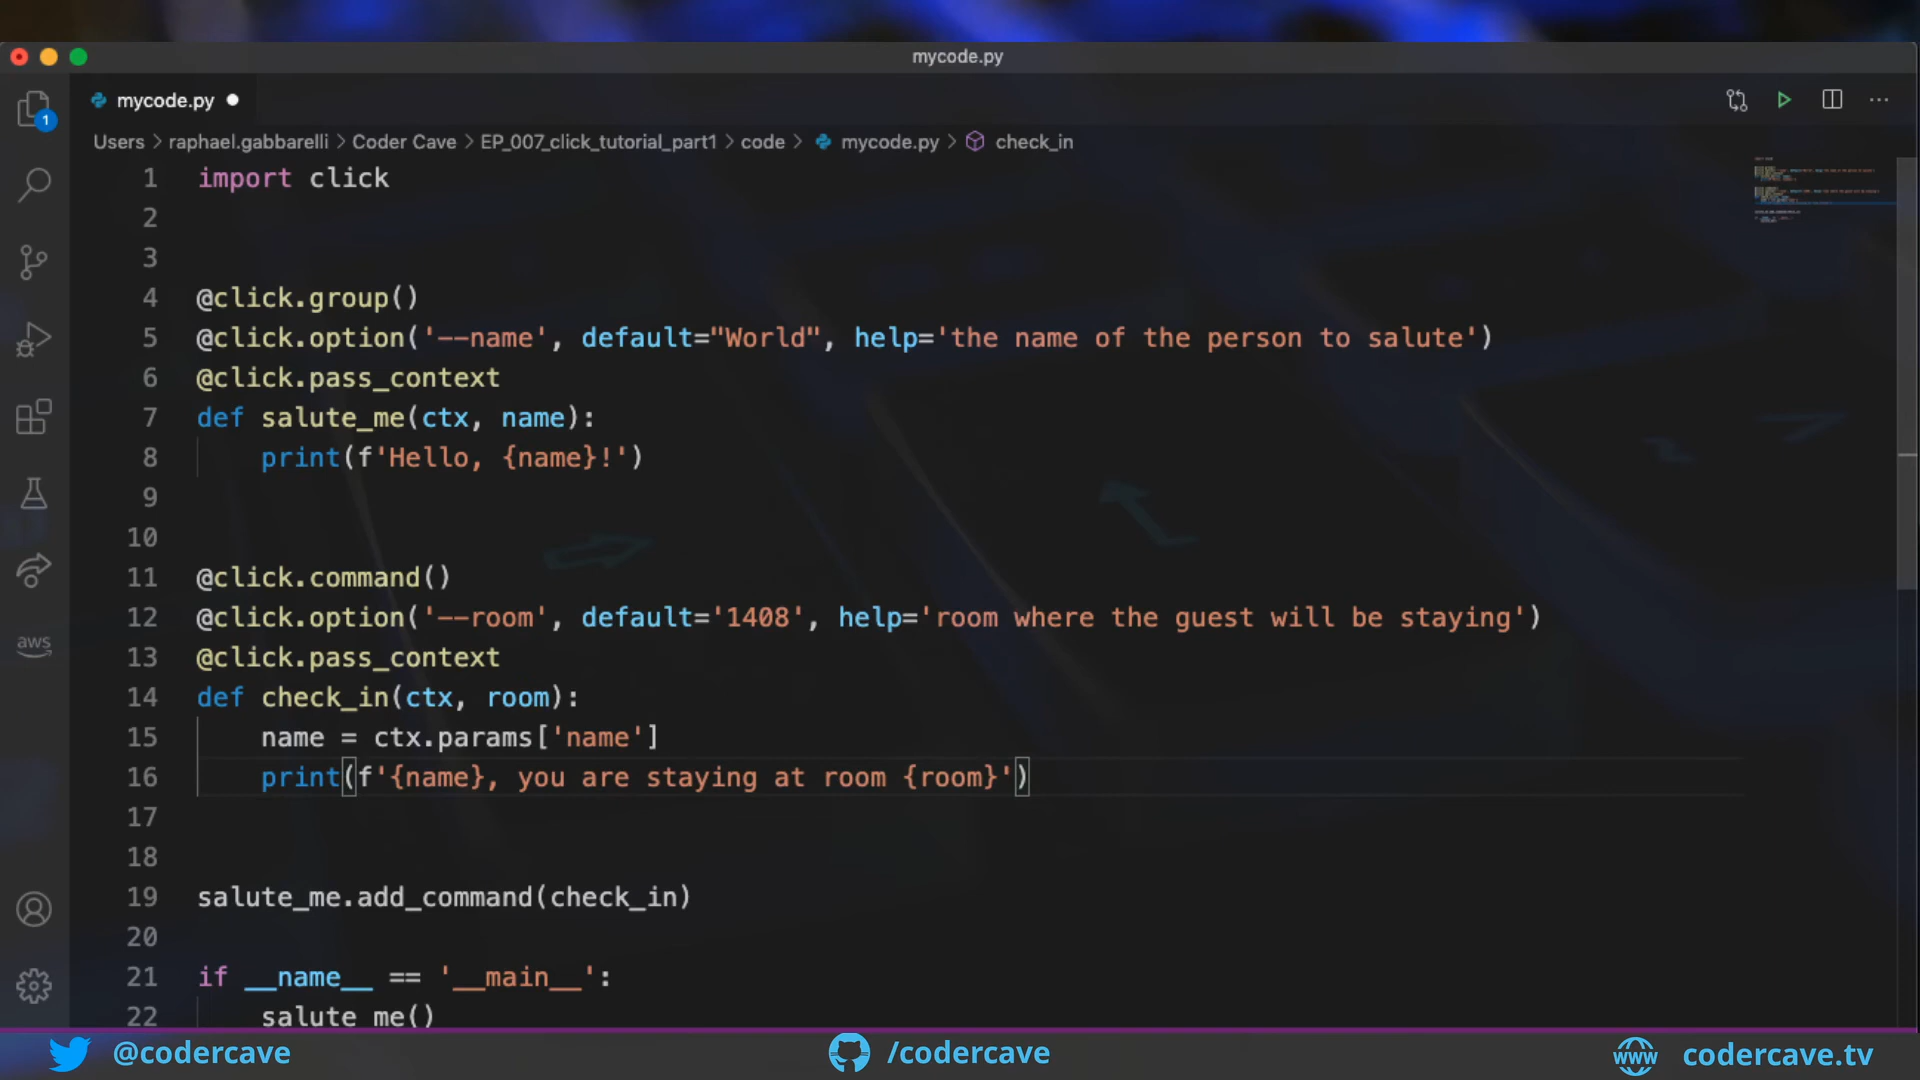 mycode.py
mycode.py
1
Users > raphael.gabbarelli > Coder Cave > EP_007_click_tutorial_part1 > code > mycode.py > check_in
1 import click
2
3
4 @click.group()
5 @click.option('--name', default="World", help='the name of the person to salute')
6 @click.pass_context
7 def salute_me(ctx, name):
8 print(f'Hello, {name}!')
9
10
11 @click.command()
12 @click.option('--room', default='1408', help='room where the guest will be staying')
13 @click.pass_context
14 def check_in(ctx, room):
15 name = ctx.params['name']
16 print(f'{name}, you are staying at room {room}')
17
18
19 salute_me.add_command(check_in)
20
21 if __name__ == '__main__':
22 salute_me()
aws
@codercave
/codercave
www codercave.tv